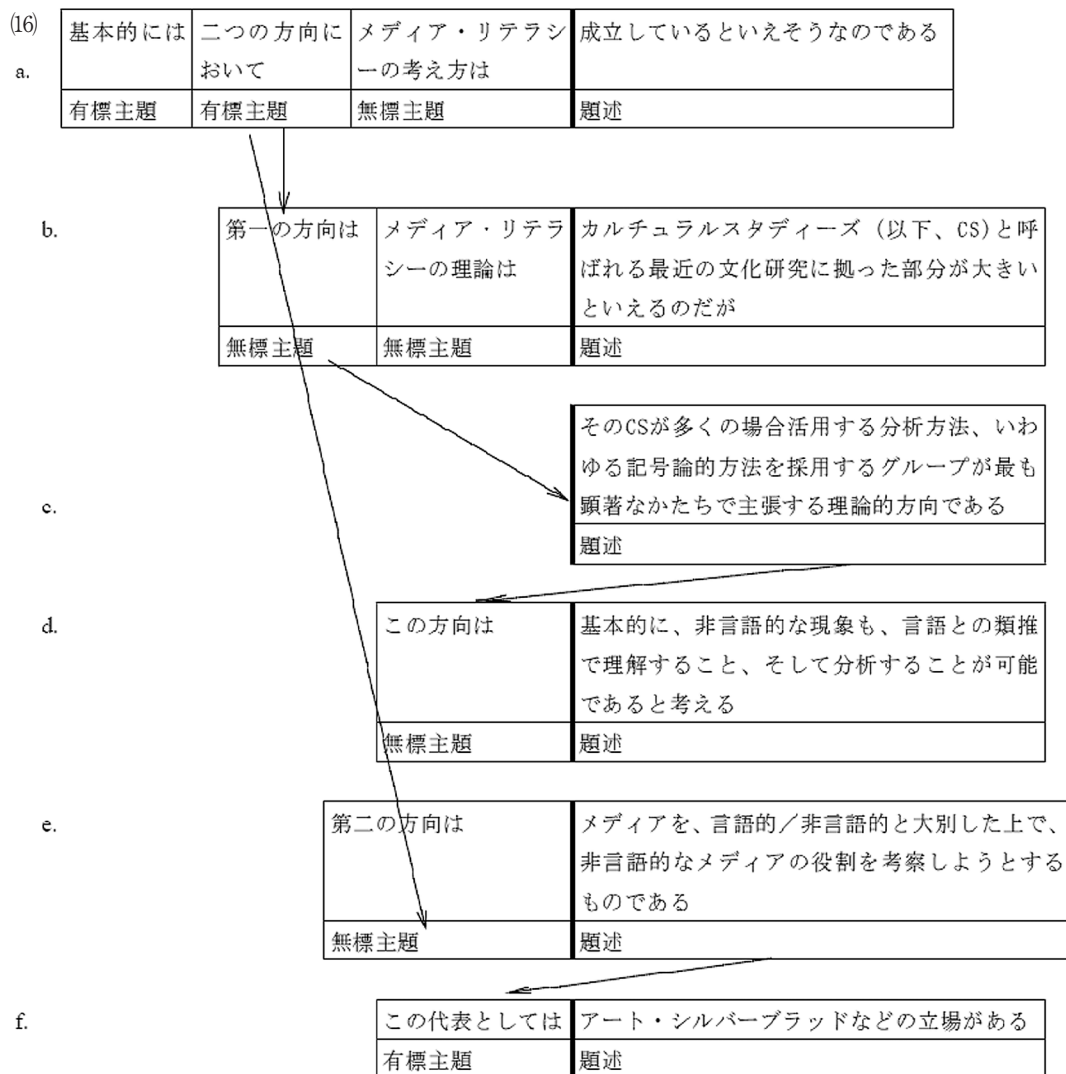 ⒃
a.
基本的には
二つの方向に
おいて
メディア・リテラシ
ーの考え方は
成立しているといえそうなのである
有標主題
有標主題
無標主題
題述
b.
第一の方向は
メディア・リテラ
シーの理論は
カルチュラルスタディーズ（以下、CS)と呼
ばれる最近の文化研究に拠った部分が大きい
といえるのだが
無標主題
無標主題
題述
c.
そのCSが多くの場合活用する分析方法、いわ
ゆる記号論的方法を採用するグループが最も
顕著なかたちで主張する理論的方向である
題述
d.
この方向は
基本的に、非言語的な現象も、言語との類推
で理解すること、そして分析することが可能
であると考える
無標主題
題述
e.
第二の方向は
メディアを、言語的／非言語的と大別した上で、
非言語的なメディアの役割を考察しようとする
ものである
無標主題
題述
f.
この代表としては
アート・シルバーブラッドなどの立場がある
有標主題
題述